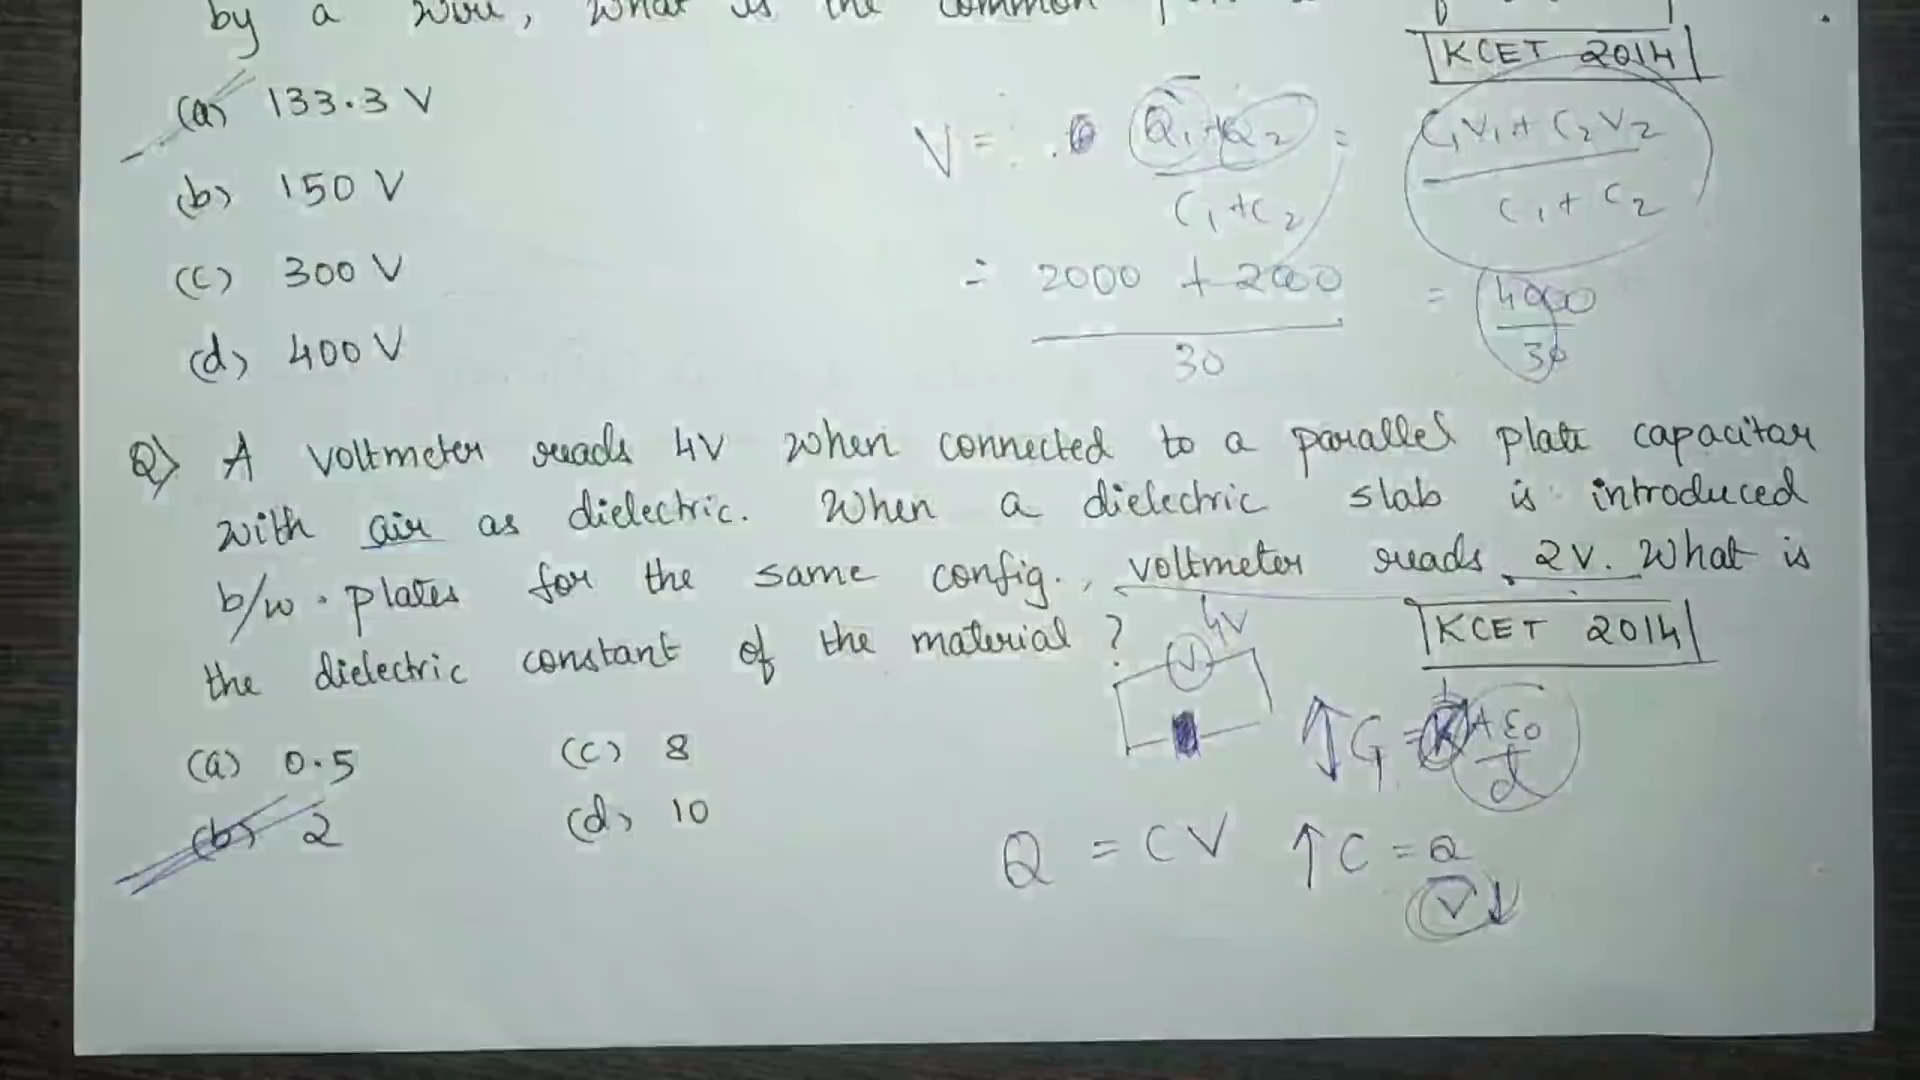 by a wire, what is the common
KCET 2014
(a) 133.3 V
(b) 150 V
(c) 300 V
(d) 400 V
V = Q1+Q2 / C1+C2 = C1V1 + C2V2 / C1 + C2
= 2000 + 2000 / 30 = 4000 / 30
Q) A voltmeter reads 4V when connected to a parallel plate capacitor
with air as dielectric. When a dielectric slab is introduced
b/w plates for the same config., voltmeter reads 2V. What is
the dielectric constant of the material ?
KCET 2014
4V
V
(a) 0.5
(b) 2
(c) 8
(d) 10
↑ C = K A ε0 / d
Q = CV ↑ C = Q / V ↓